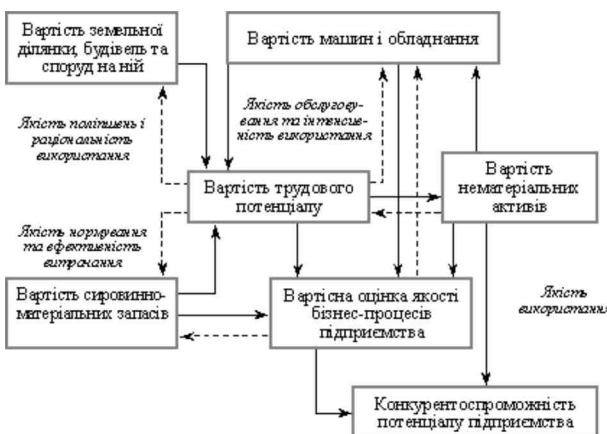 Вартість земельної
ділянки, будівель та
споруд на ній
Вартість машин і обладнання
Якість поліпшень і
раціональність
використання
Якість обслугову-
вання та інтенсив-
ність використання
Вартість трудового
потенціалу
Вартість
нематеріальних
активів
Якість нормування
та ефективність
витрачання
Вартість сировинно-
матеріальних запасів
Вартісна оцінка якості
бізнес-процесів
підприємства
Якість
використання
Конкурентоспроможність
потенціалу підприємства